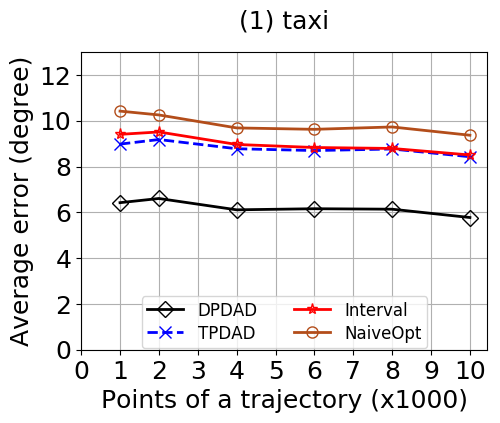 (1) taxi
Average error (degree)
12
10
8
6
4
2
0
DPDAD
TPDAD
Interval
NaiveOpt
0 1 2 3 4 5 6 7 8 9 10
Points of a trajectory (x1000)